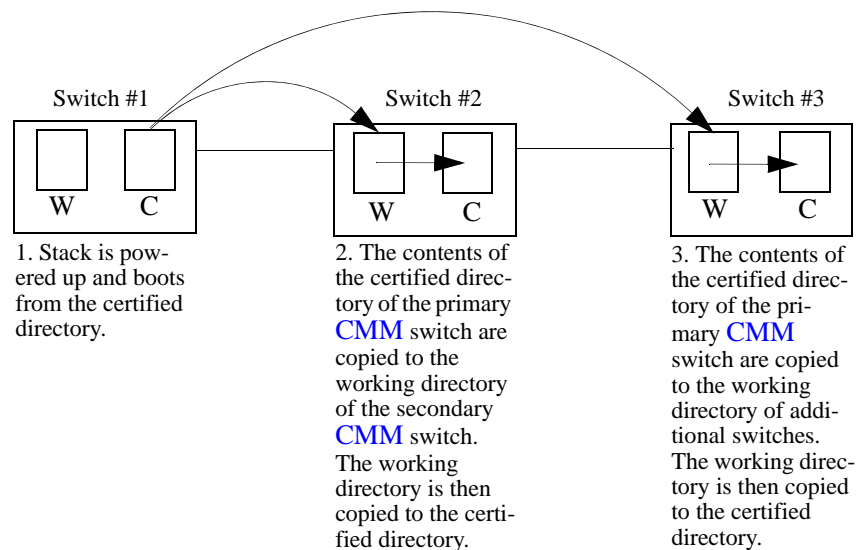 Switch #1
Switch #2
Switch #3
W
C
W
C
W
C
1. Stack is pow-
ered up and boots
from the certified
directory.
2. The contents of
the certified direc-
tory of the primary
CMM switch are
copied to the
working directory
of the secondary
CMM switch.
The working
directory is then
copied to the certi-
fied directory.
3. The contents of
the certified direc-
tory of the pri-
mary CMM
switch are copied
to the working
directory of addi-
tional switches.
The working direc-
tory is then copied
to the certified
directory.